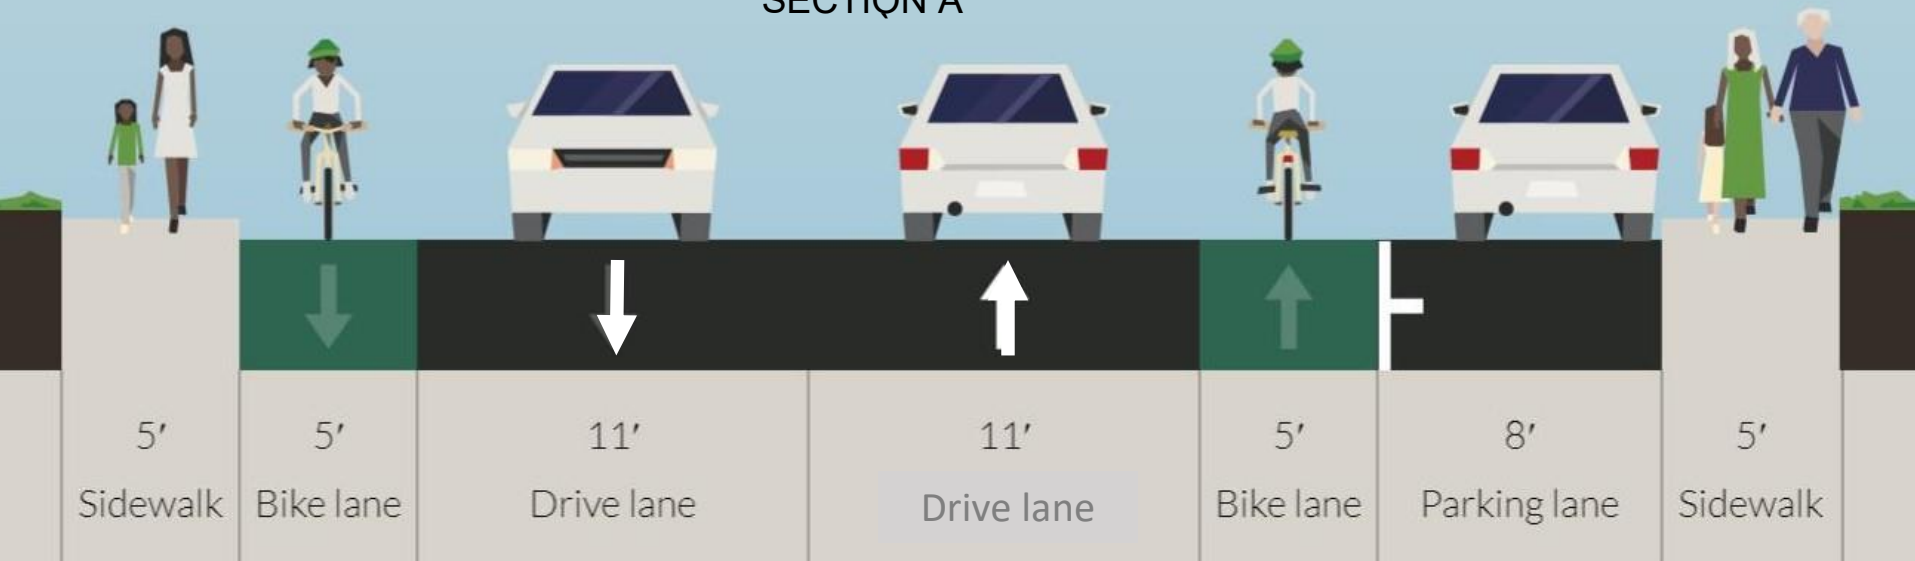 SECTION A
5′ 5′ 11′ 11′ 5′ 8′ 5′
Sidewalk Bike lane Drive lane Drive lane Bike lane Parking lane Sidewalk